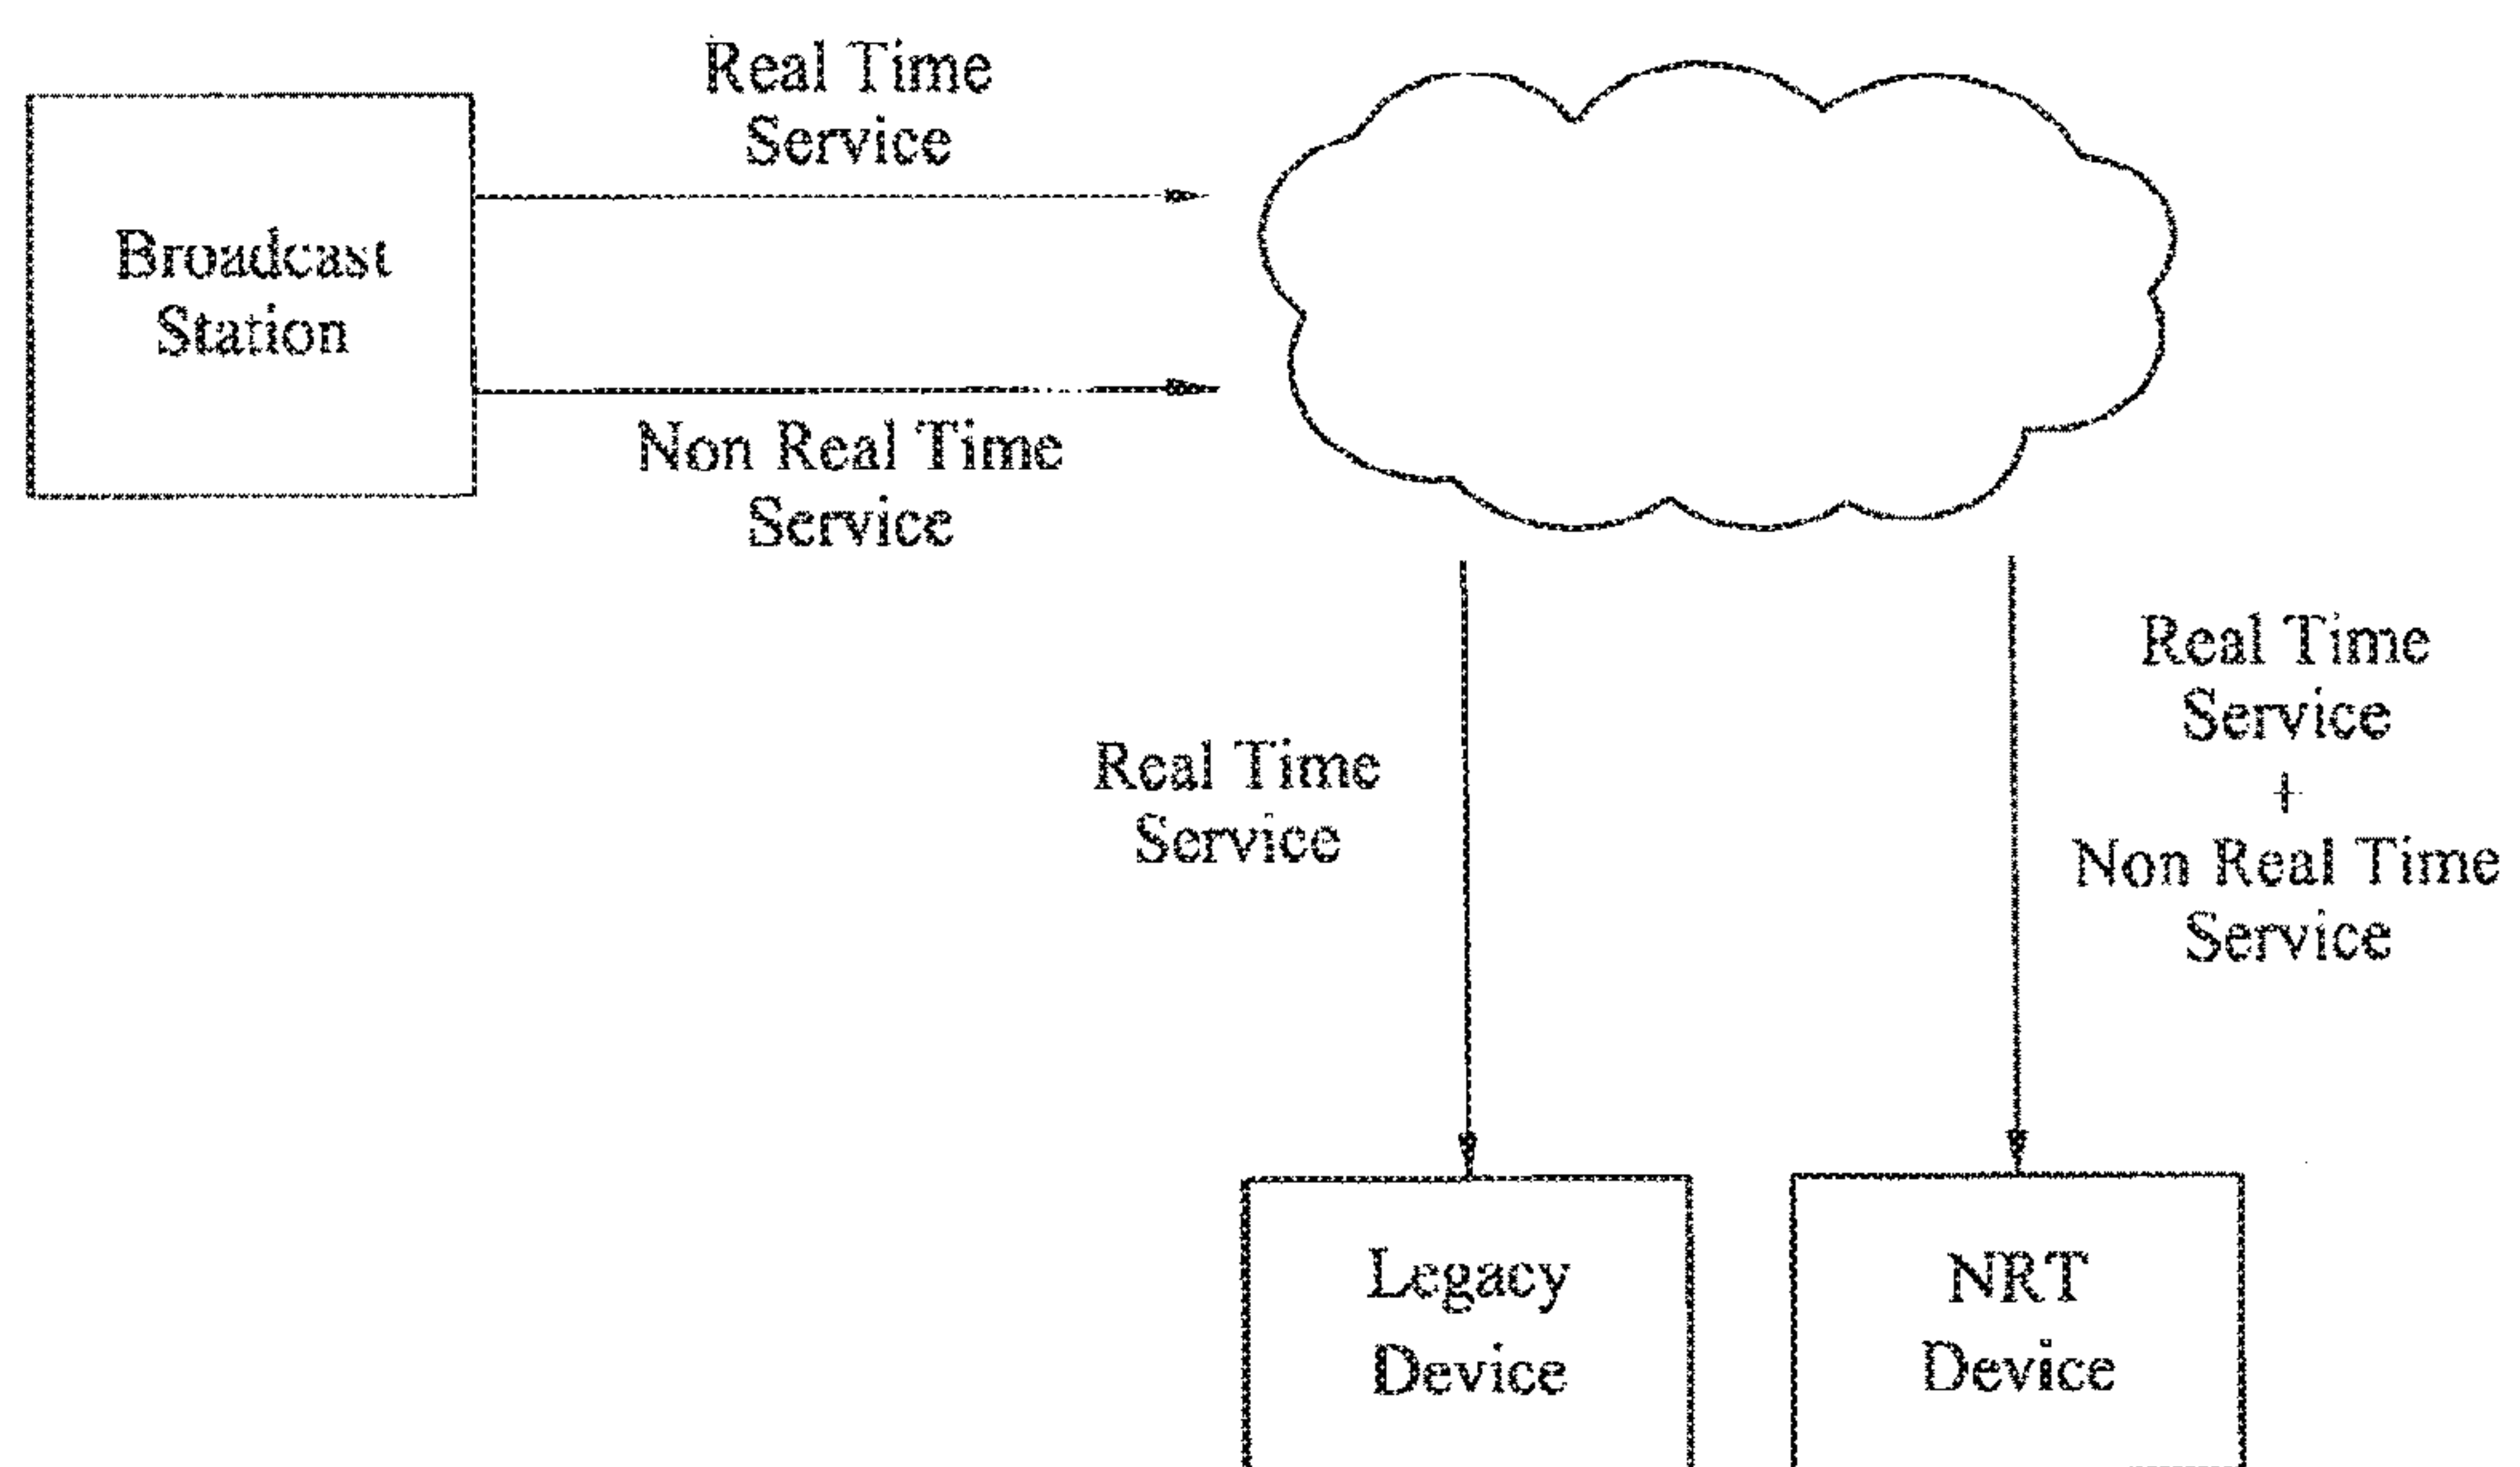 Real Time
Service
Broadcast
Station
Non Real Time
Service
Real Time
Service
Real Time
Service
+
Non Real Time
Service
Legacy
Device
NRT
Device